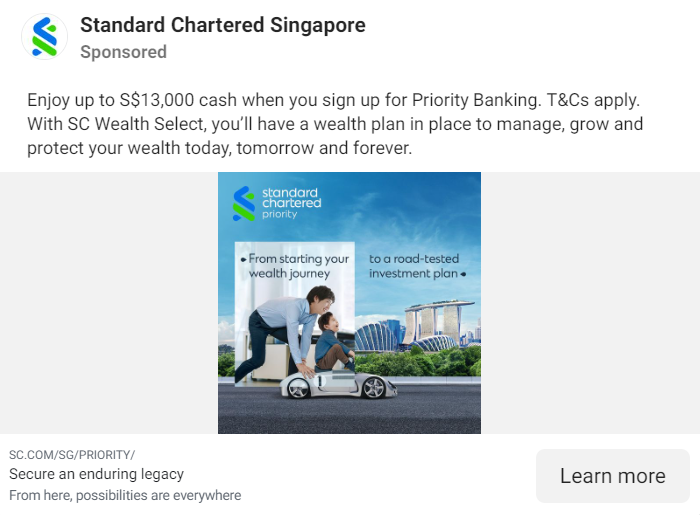 Standard Chartered Singapore
Sponsored
Enjoy up to S$13,000 cash when you sign up for Priority Banking. T&Cs apply.
With SC Wealth Select, you'll have a wealth plan in place to manage, grow and
protect your wealth today, tomorrow and forever.
standard
chartered
priority
• From starting your
wealth journey
to a road-tested
investment plan •
SC.COM/SG/PRIORITY/
Secure an enduring legacy
From here, possibilities are everywhere
Learn more